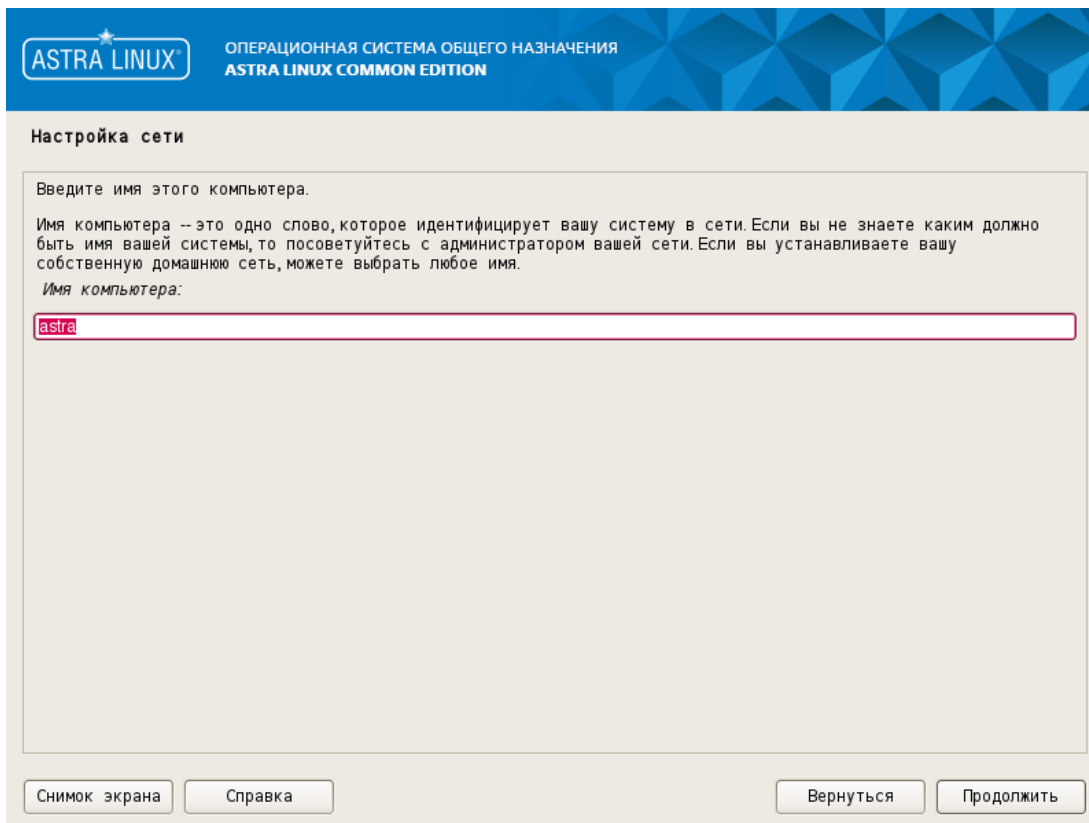 ASTRA LINUX®
ОПЕРАЦИОННАЯ СИСТЕМА ОБЩЕГО НАЗНАЧЕНИЯ
ASTRA LINUX COMMON EDITION
Настройка сети
Введите имя этого компьютера.
Имя компьютера -- это одно слово, которое идентифицирует вашу систему в сети. Если вы не знаете каким должно
быть имя вашей системы, то посоветуйтесь с администратором вашей сети. Если вы устанавливаете вашу
собственную домашнюю сеть, можете выбрать любое имя.
Имя компьютера:
astra
Снимок экрана Справка Вернуться Продолжить